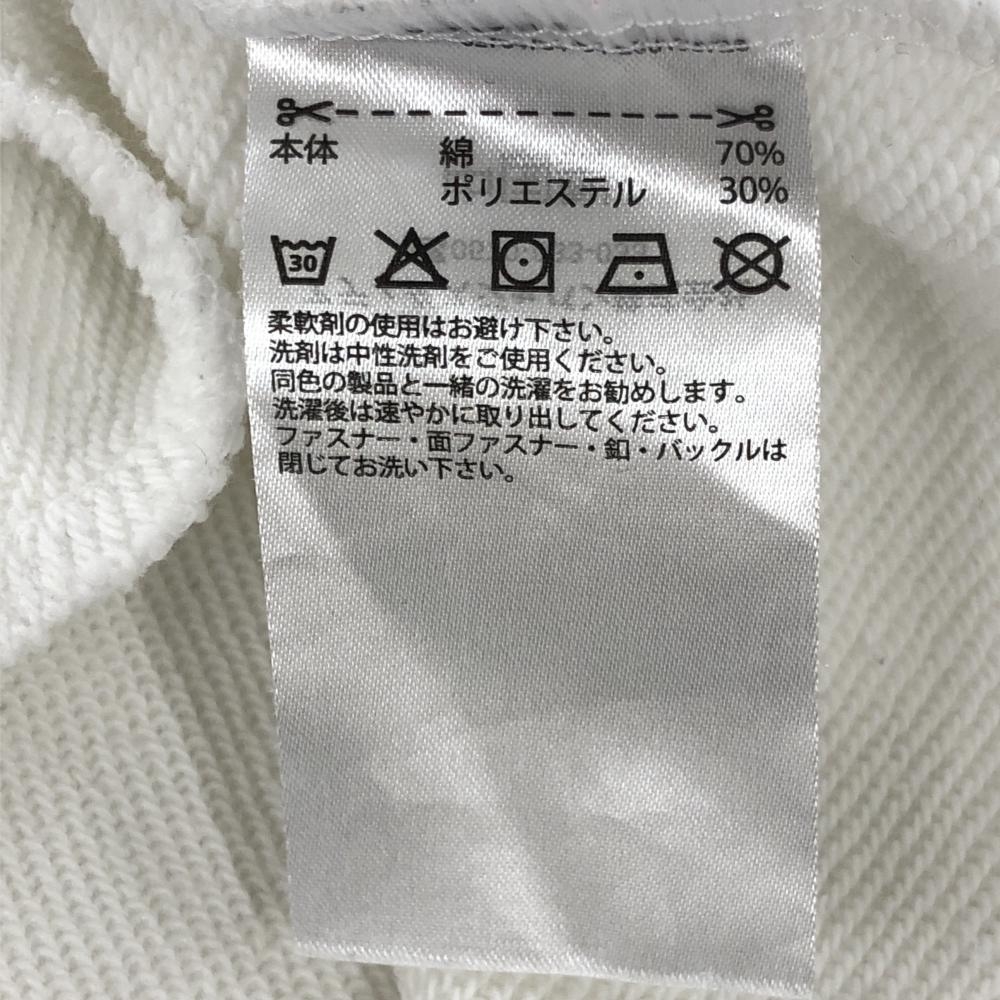 本体 綿 70%
ポリエステル 30%
30
柔軟剤の使用はお避け下さい。
洗剤は中性洗剤をご使用ください。
同色の製品と一緒の洗濯をお勧めします。
洗濯後は速やかに取り出してください。
ファスナー・面ファスナー・釦・バックルは
閉じてお洗い下さい。